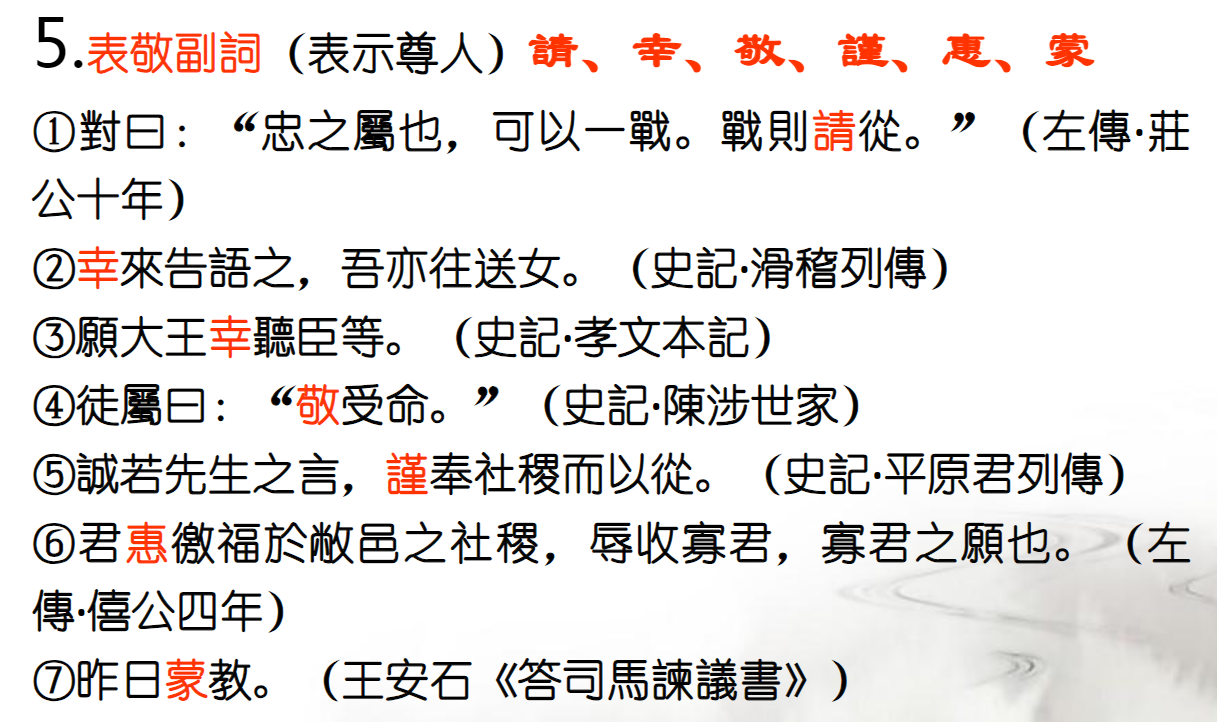 5.表敬副詞（表示尊人）請、幸、敬、謹、惠、蒙
①對曰：“忠之屬也，可以一戰。戰則請從。”（左傳·莊
公十年）
②幸來告語之，吾亦往送女。（史記·滑稽列傳）
③願大王幸聽臣等。（史記·孝文本記）
④徒屬曰：“敬受命。”（史記·陳涉世家）
⑤誠若先生之言，謹奉社稷而以從。（史記·平原君列傳）
⑥君惠徼福於敝邑之社稷，辱收寡君，寡君之願也。（左
傳·僖公四年）
⑦昨日蒙教。（王安石《答司馬諫議書》）